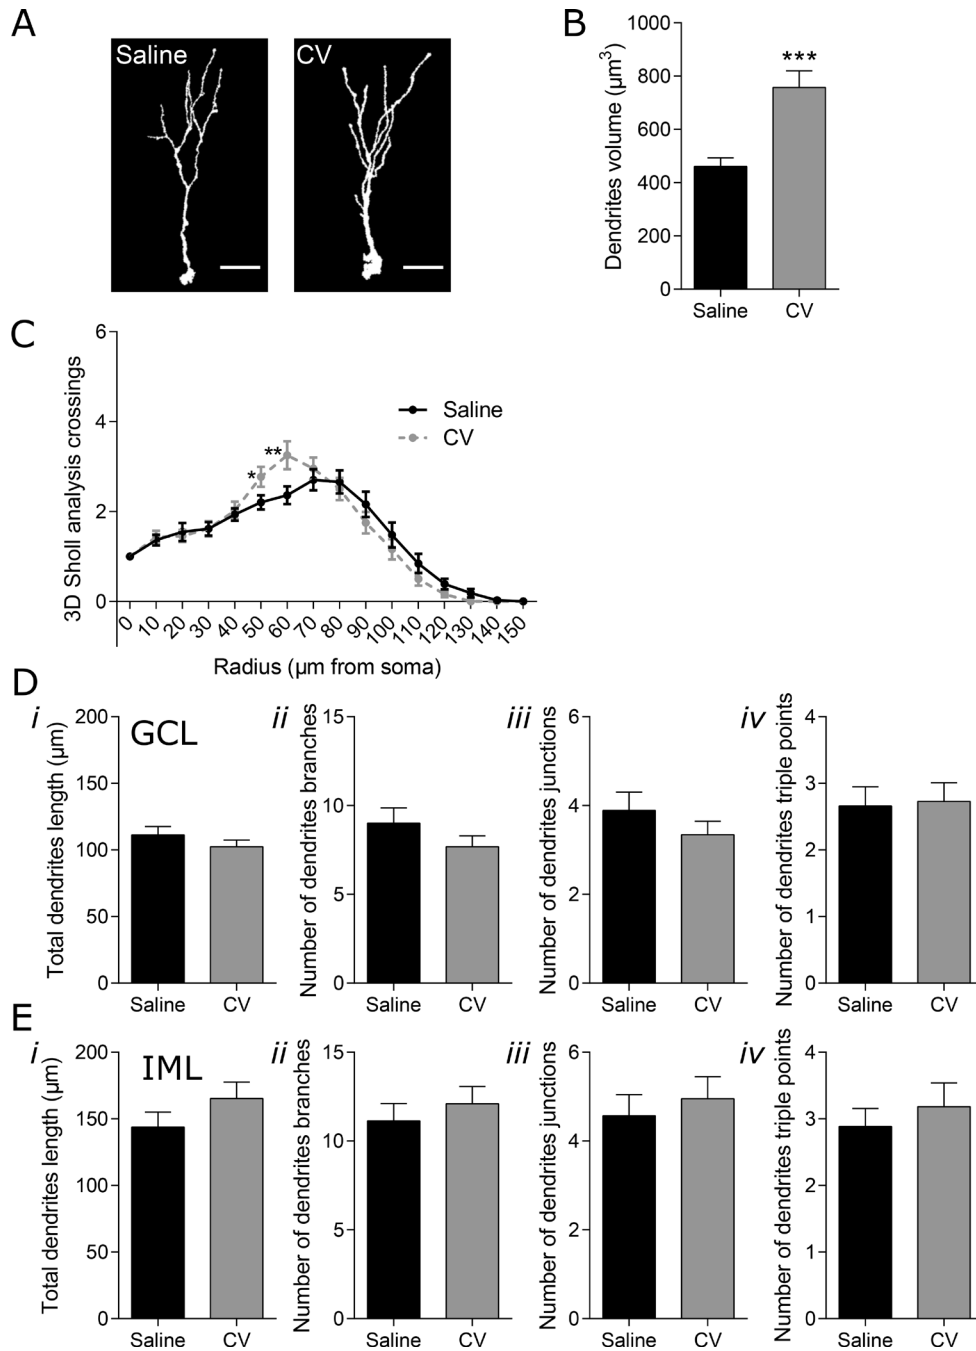 A
Saline
CV
B
Dendrites volume (µm³)
1000
800
600
400
200
0
***
Saline
CV
C
3D Sholl analysis crossings
6
4
2
0
Saline
CV
*
**
0
10
20
30
40
50
60
70
80
90
100
110
120
130
140
150
Radius (µm from soma)
D
i
GCL
Total dendrites length (µm)
200
150
100
50
0
Saline
CV
ii
Number of dendrites branches
15
10
5
0
Saline
CV
iii
Number of dendrites junctions
6
4
2
0
Saline
CV
iv
Number of dendrites triple points
4
3
2
1
0
Saline
CV
E
i
IML
Total dendrites length (µm)
200
150
100
50
0
Saline
CV
ii
Number of dendrites branches
15
10
5
0
Saline
CV
iii
Number of dendrites junctions
6
4
2
0
Saline
CV
iv
Number of dendrites triple points
4
3
2
1
0
Saline
CV